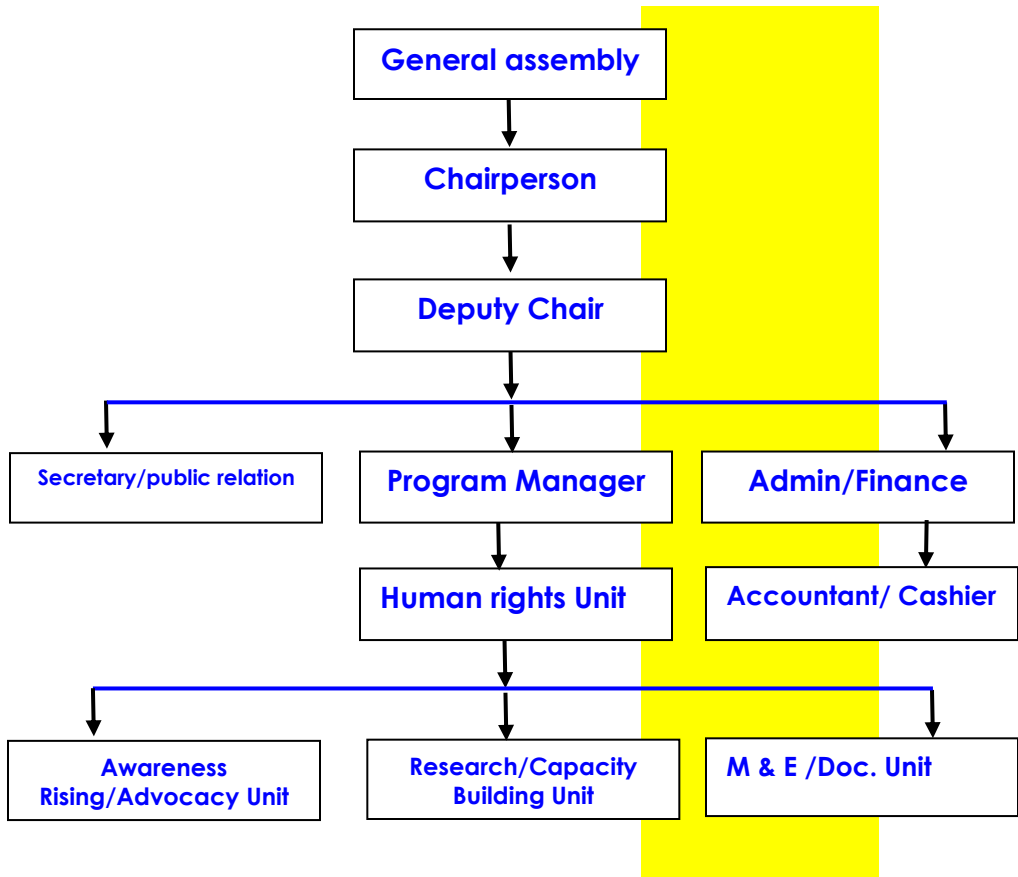 General assembly
Chairperson
Deputy Chair
Secretary/public relation
Program Manager
Admin/Finance
Human rights Unit
Accountant/ Cashier
Awareness
Rising/Advocacy Unit
Research/Capacity
Building Unit
M & E /Doc. Unit